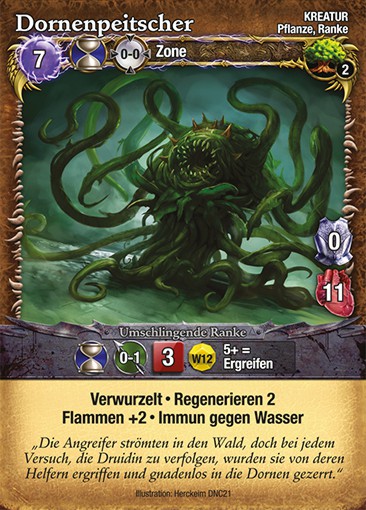 Dornenpeitscher
KREATUR
Pflanze, Ranke
7
0-0
Zone
2
0
11
Umschlingende Ranke
0-1
3
W12
5+ =
Ergreifen
Verwurzelt • Regenerieren 2
Flammen +2 • Immun gegen Wasser
„Die Angreifer strömten in den Wald, doch bei jedem
Versuch, die Druidin zu verfolgen, wurden sie von deren
Helfern ergriffen und gnadenlos in die Dornen gezerrt.“
Illustration: Herckeim DNC21